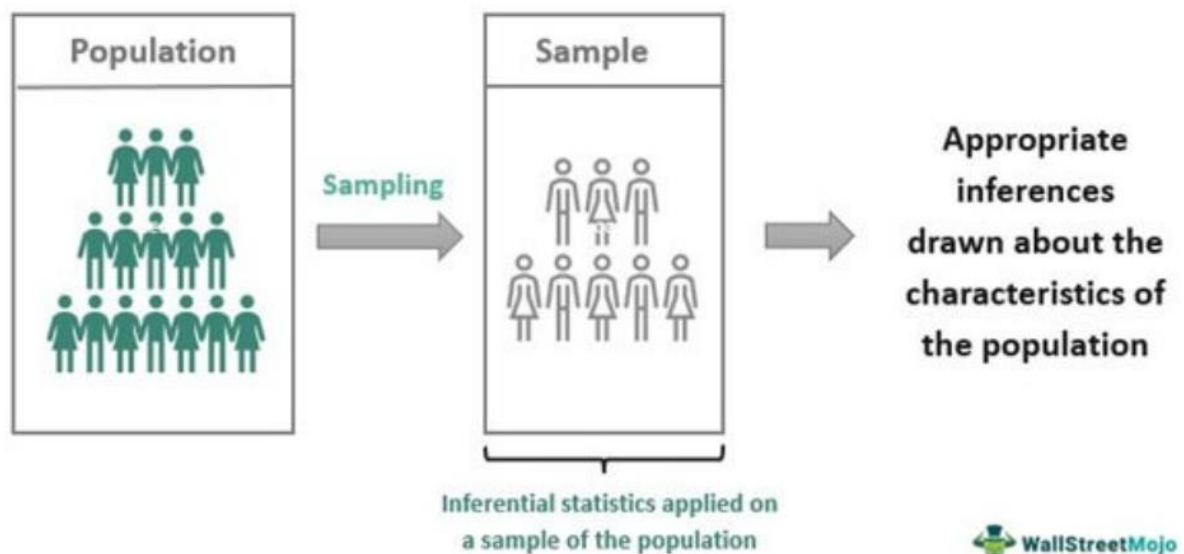 Population
Sample
Sampling
Appropriate
inferences
drawn about the
characteristics of
the population
Inferential statistics applied on
a sample of the population
WallStreetMojo